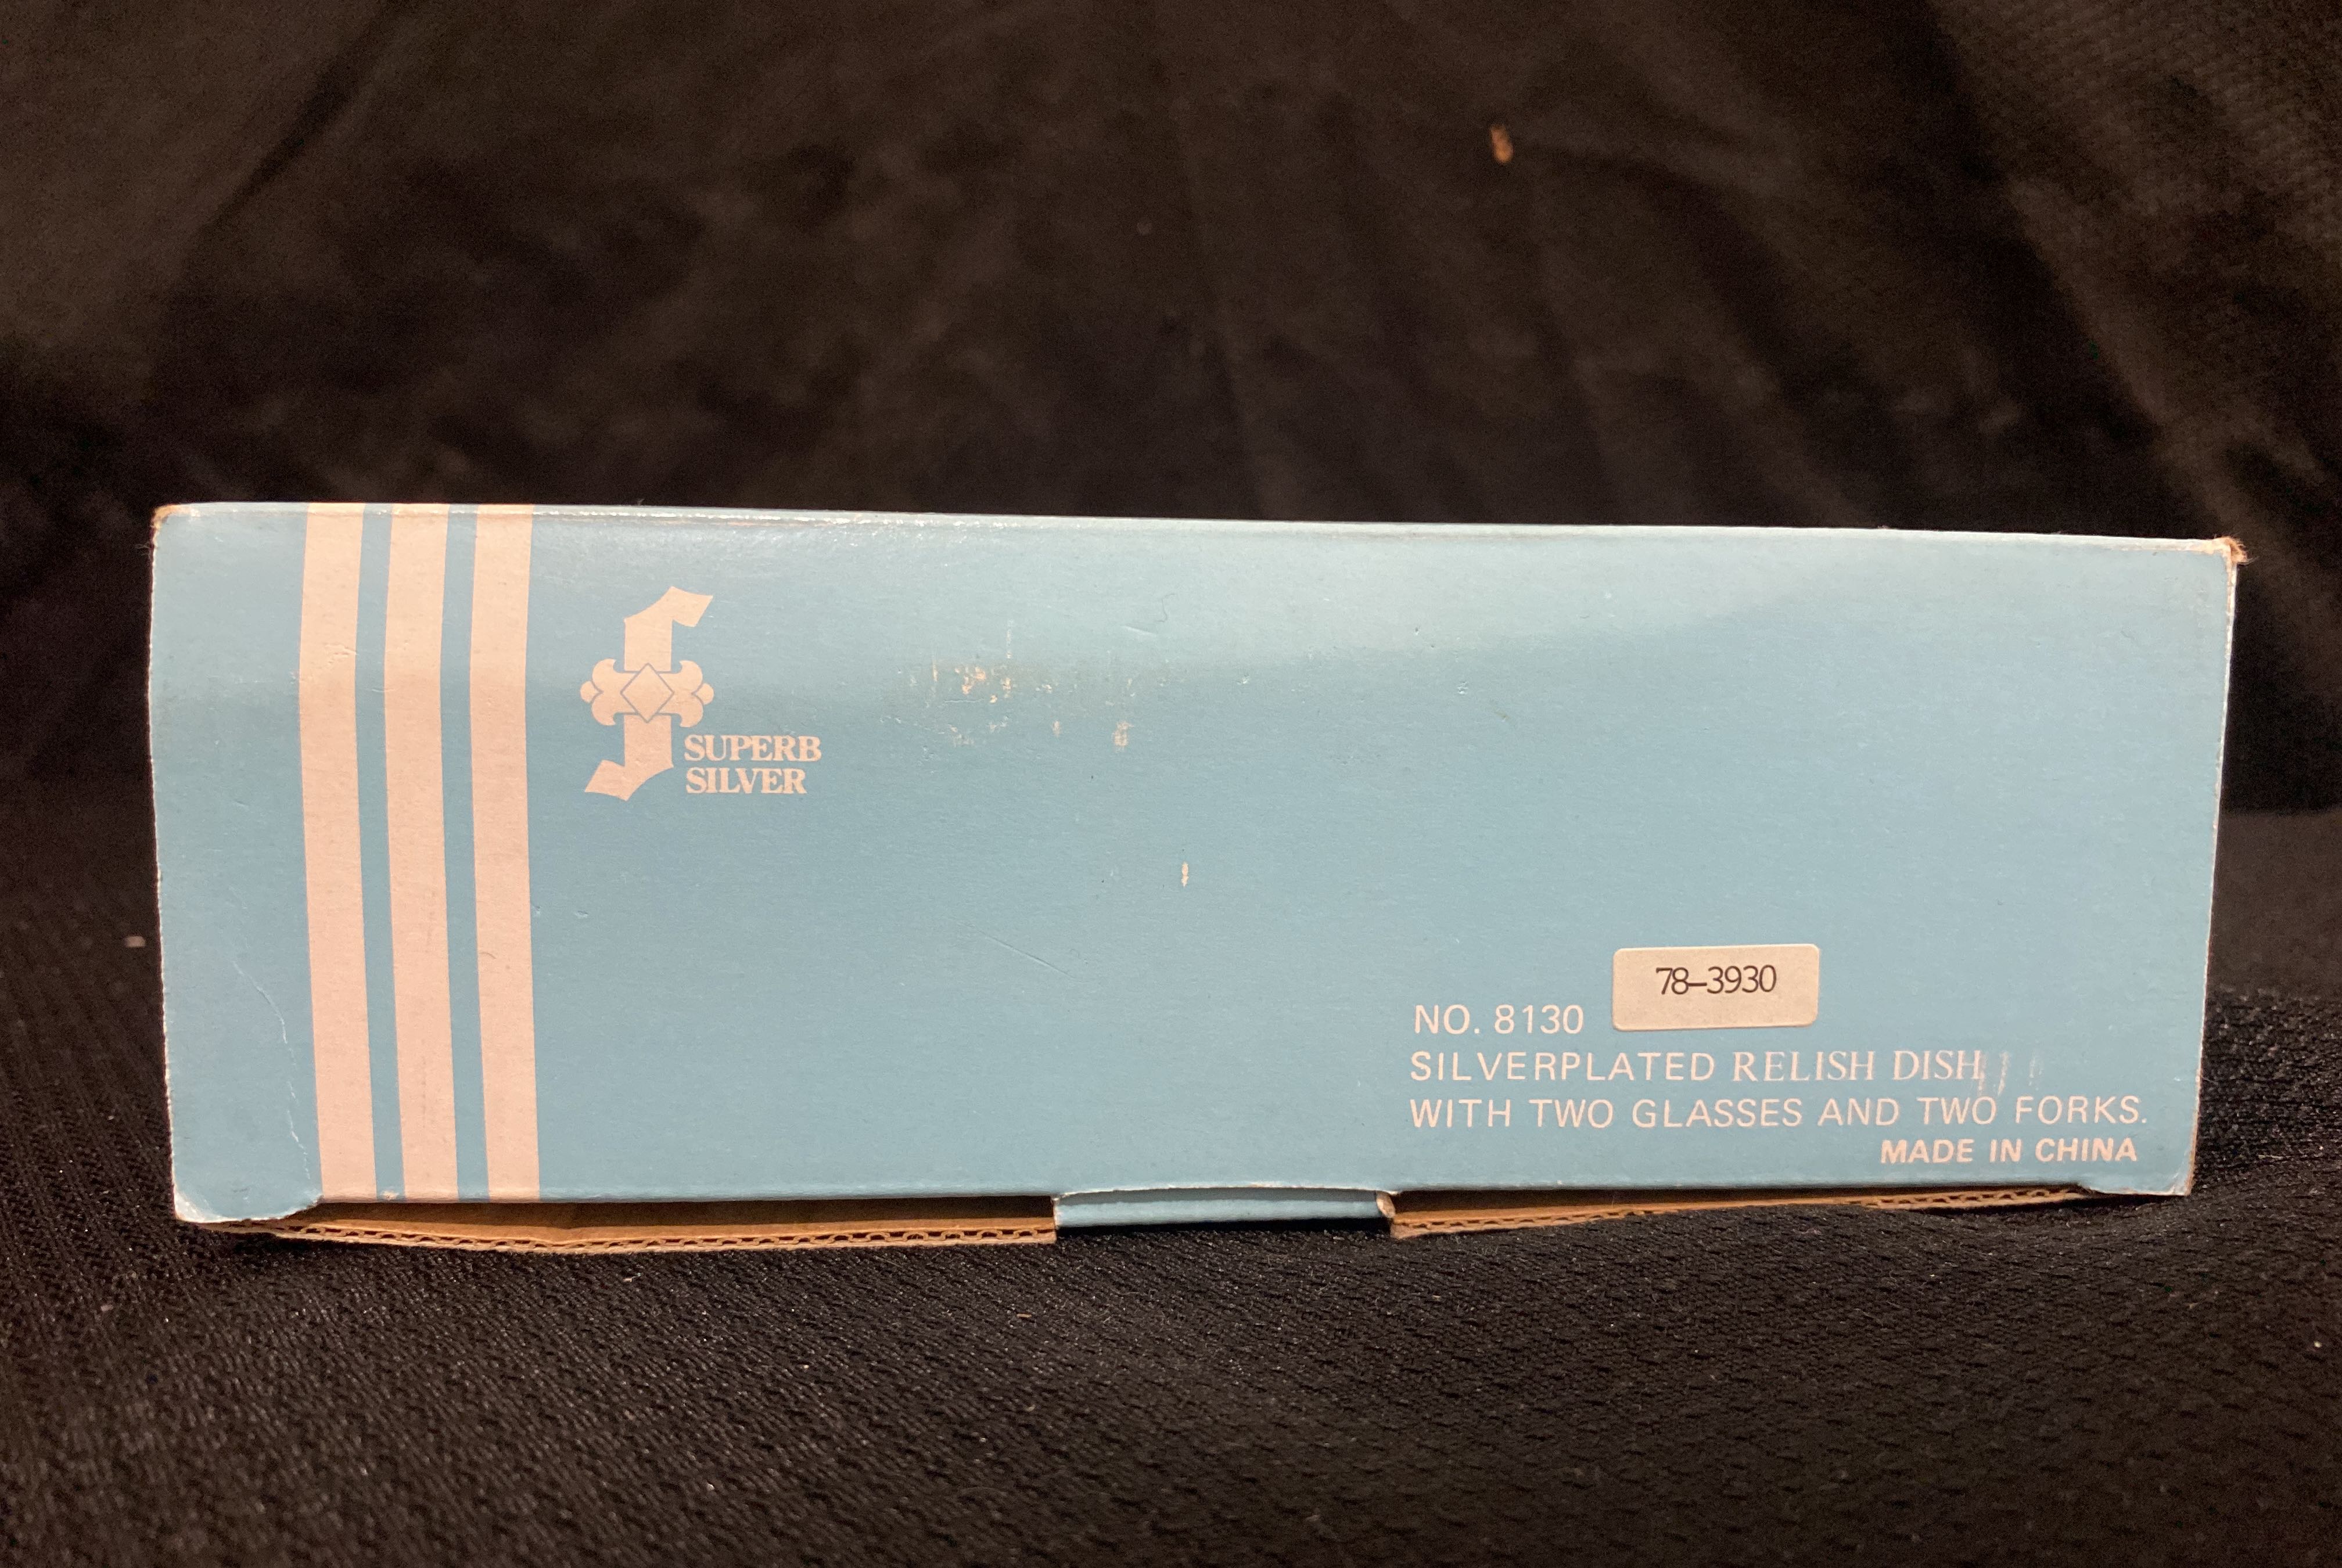 SUPERB
SILVER
78-3930
NO. 8130
SILVERPLATED RELISH DISH
WITH TWO GLASSES AND TWO FORKS.
MADE IN CHINA